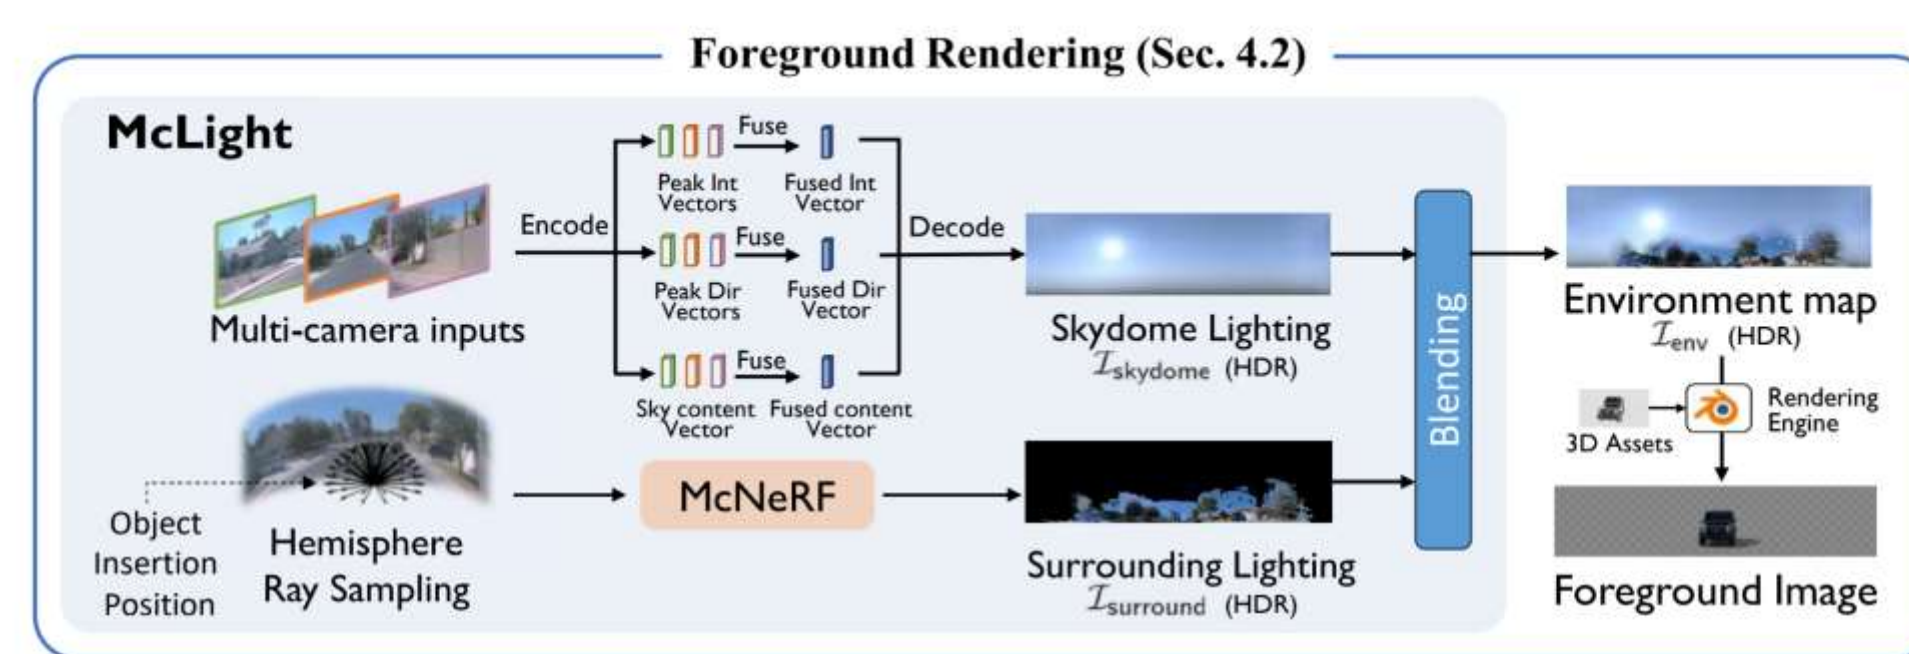 Foreground Rendering (Sec. 4.2)
McLight
Multi-camera inputs
Encode
Peak Int
Vectors
Fuse
Fused Int
Vector
Peak Dir
Vectors
Fuse
Fused Dir
Vector
Sky content
Vector
Fuse
Fused content
Vector
Decode
Skydome Lighting
𝓘skydome (HDR)
Object
Insertion
Position
Hemisphere
Ray Sampling
McNeRF
Surrounding Lighting
𝓘surround (HDR)
Blending
Environment map
𝓘env (HDR)
3D Assets
Rendering
Engine
Foreground Image